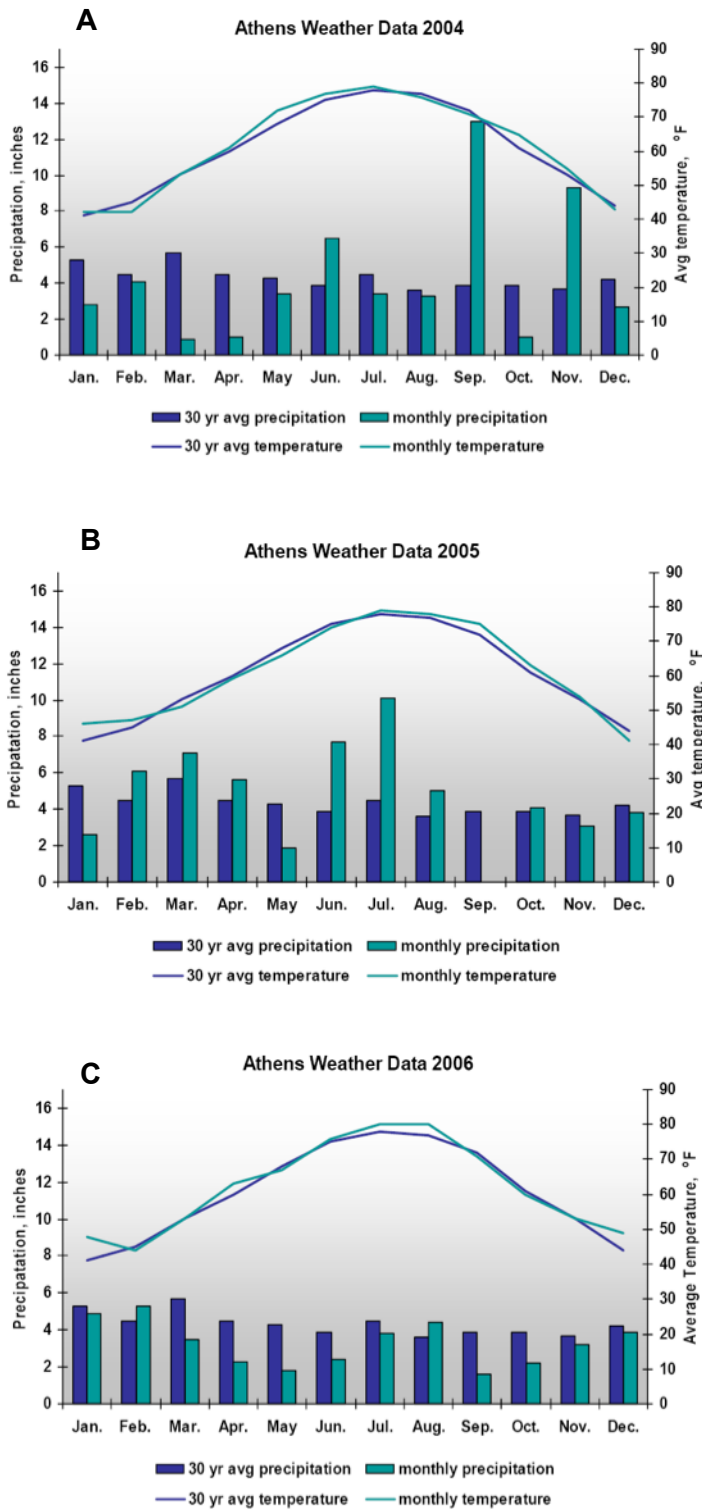 A
Athens Weather Data 2004
Precipatation, inches
16
14
12
10
8
6
4
2
0
90
80
70
60
50
40
30
20
10
0
Avg temperature, °F
Jan. Feb. Mar. Apr. May Jun. Jul. Aug. Sep. Oct. Nov. Dec.
30 yr avg precipitation monthly precipitation
30 yr avg temperature monthly temperature
B
Athens Weather Data 2005
Precipatation, inches
16
14
12
10
8
6
4
2
0
90
80
70
60
50
40
30
20
10
0
Avg temperature, °F
Jan. Feb. Mar. Apr. May Jun. Jul. Aug. Sep. Oct. Nov. Dec.
30 yr avg precipitation monthly precipitation
30 yr avg temperature monthly temperature
C
Athens Weather Data 2006
Precipatation, inches
16
14
12
10
8
6
4
2
0
90
80
70
60
50
40
30
20
10
0
Average Temperature, °F
Jan. Feb. Mar. Apr. May Jun. Jul. Aug. Sep. Oct. Nov. Dec.
30 yr avg precipitation monthly precipitation
30 yr avg temperature monthly temperature